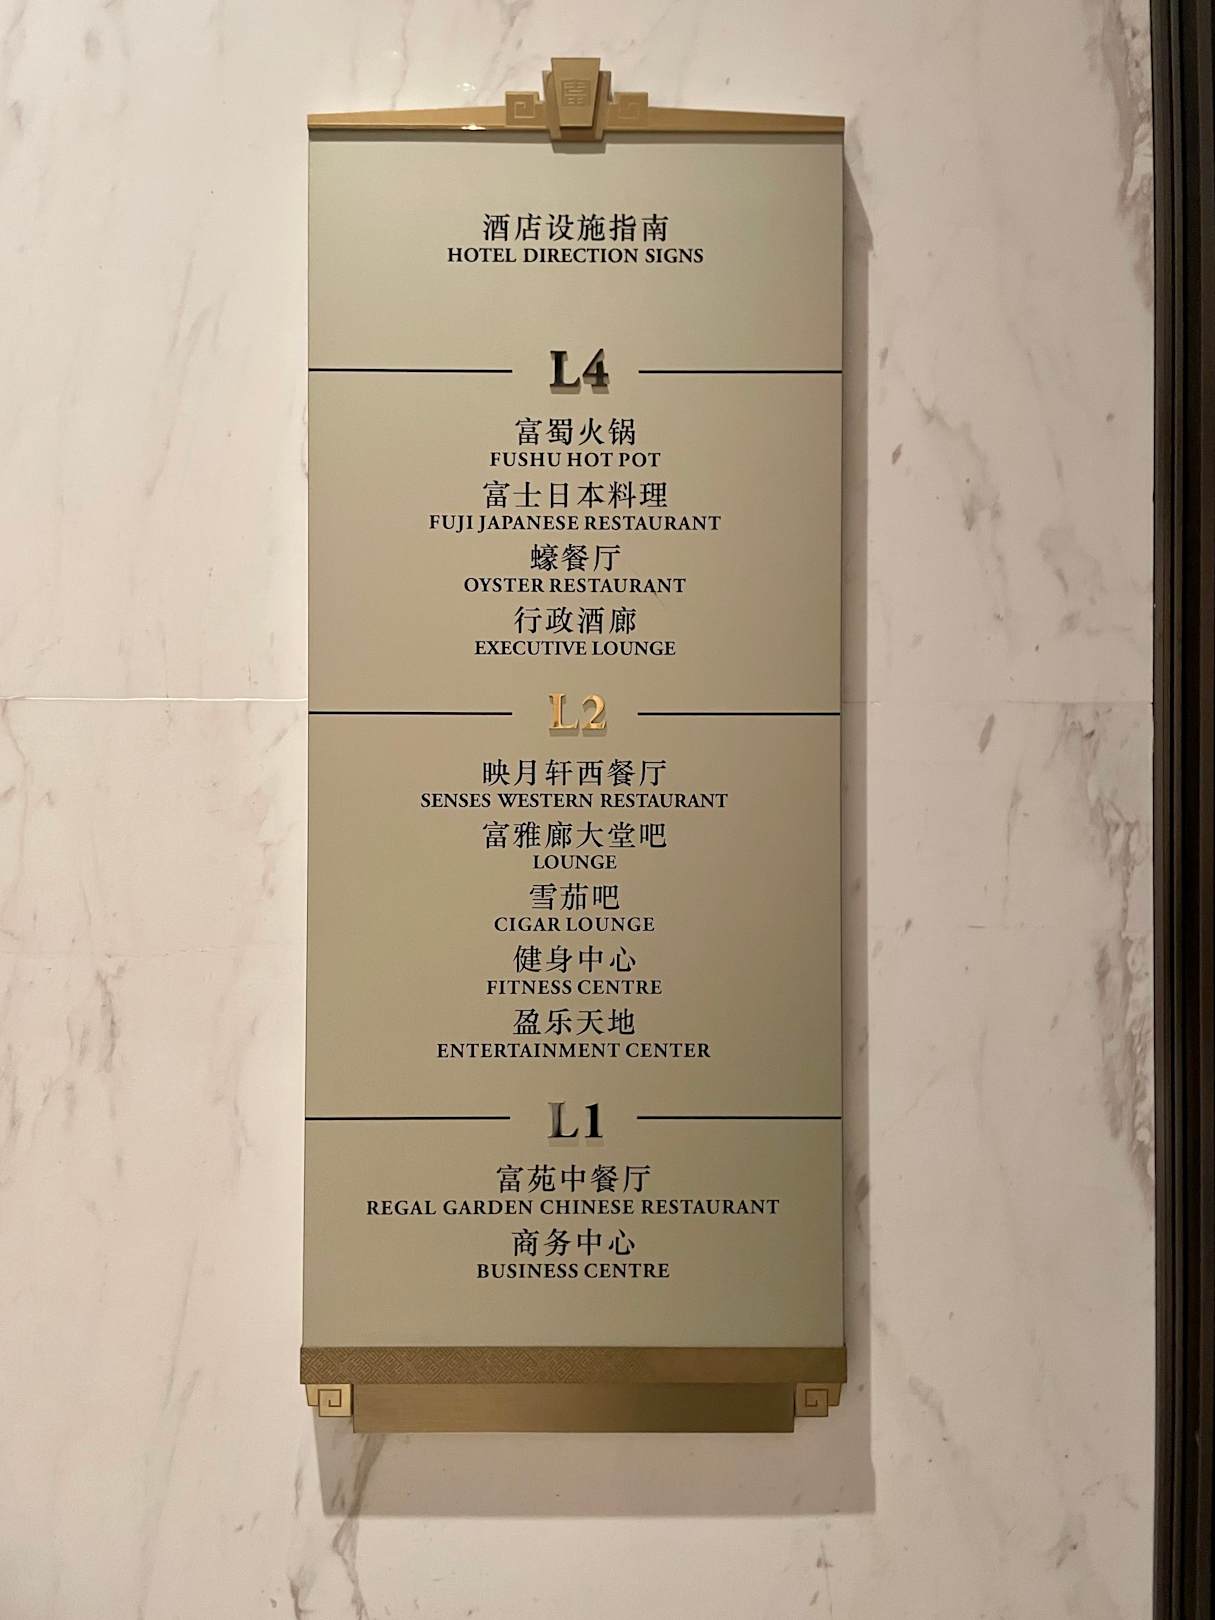 富
酒店设施指南
HOTEL DIRECTION SIGNS
L4
富蜀火锅
FUSHU HOT POT
富士日本料理
FUJI JAPANESE RESTAURANT
蠔餐厅
OYSTER RESTAURANT
行政酒廊
EXECUTIVE LOUNGE
L2
映月轩西餐厅
SENSES WESTERN RESTAURANT
富雅廊大堂吧
LOUNGE
雪茄吧
CIGAR LOUNGE
健身中心
FITNESS CENTRE
盈乐天地
ENTERTAINMENT CENTER
L1
富苑中餐厅
REGAL GARDEN CHINESE RESTAURANT
商务中心
BUSINESS CENTRE